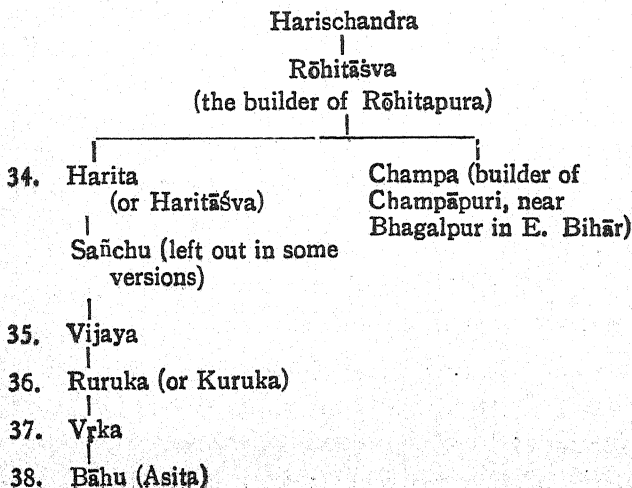 Harischandra
Rōhitāśva
(the builder of Rōhitapura)
34. Harita
(or Haritāśva)
Champa (builder of
Champāpuri, near
Bhagalpur in E. Bihār)
Sañchu (left out in some
versions)
35. Vijaya
36. Ruruka (or Kuruka)
37. Vṛka
38. Bāhu (Asita)